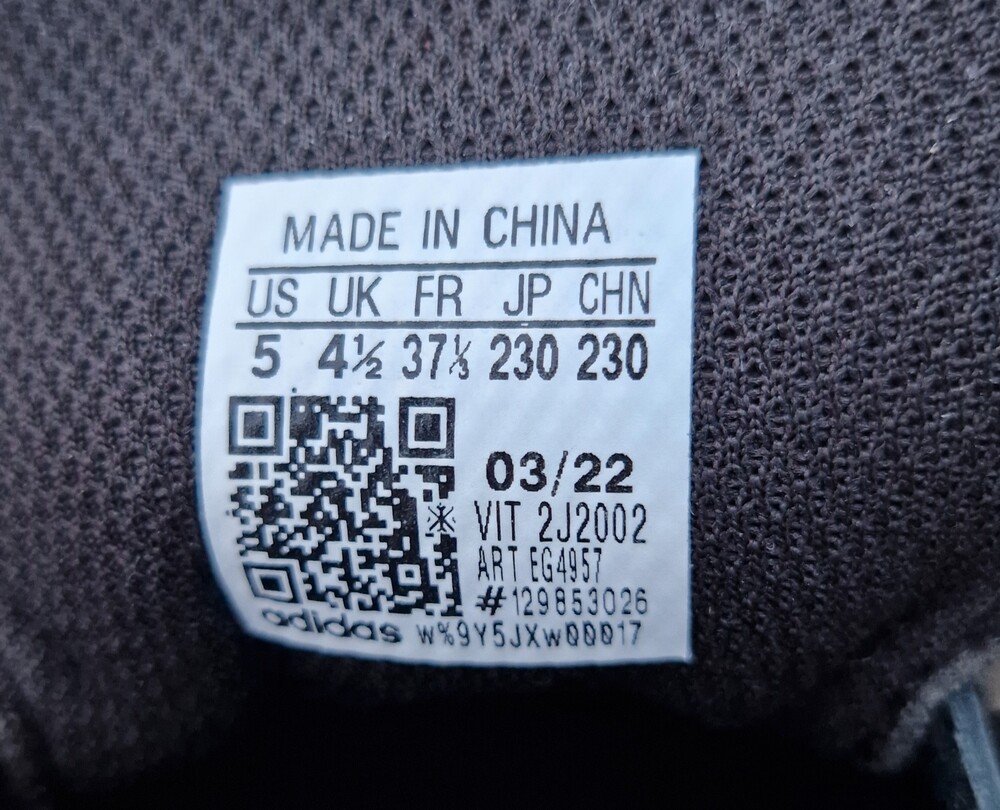 MADE IN CHINA
US UK FR JP CHN
5 4½ 37⅓ 230 230
03/22
VIT 2J2002
ART EG4957
#129853026
adidas w%9Y5JXw00017